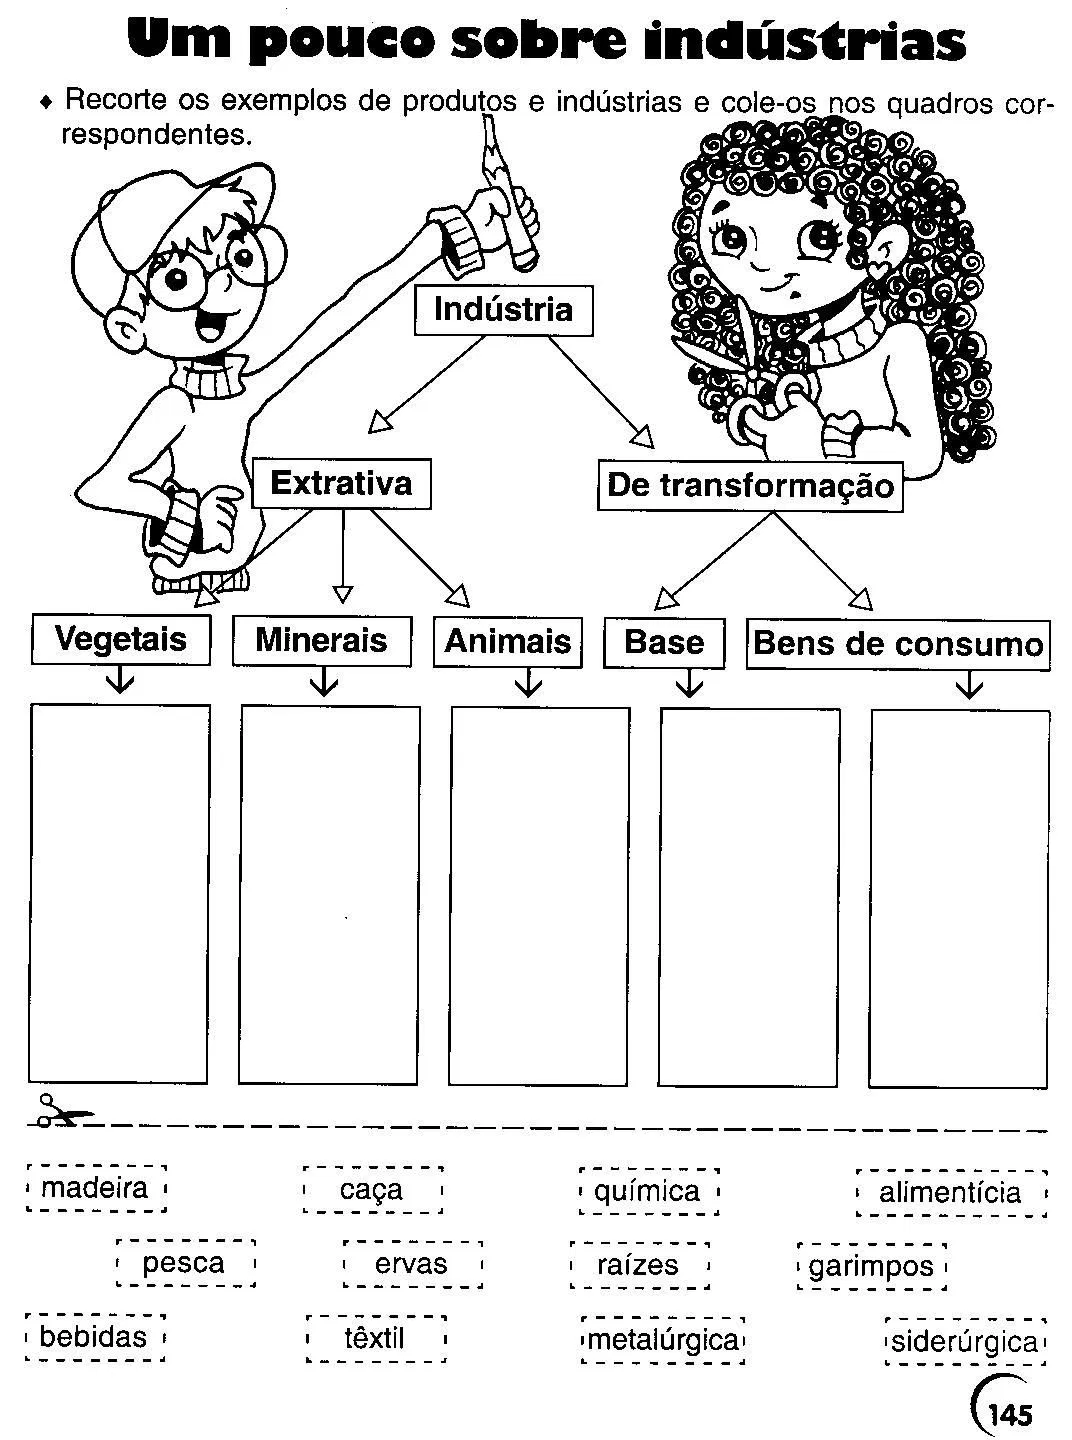 Um pouco sobre indústrias
♦ Recorte os exemplos de produtos e indústrias e cole-os nos quadros cor-
respondentes.
Indústria
Extrativa
De transformação
Vegetais
Minerais
Animais
Base
Bens de consumo
madeira
caça
química
alimentícia
pesca
ervas
raízes
garimpos
bebidas
têxtil
metalúrgica
siderúrgica
145